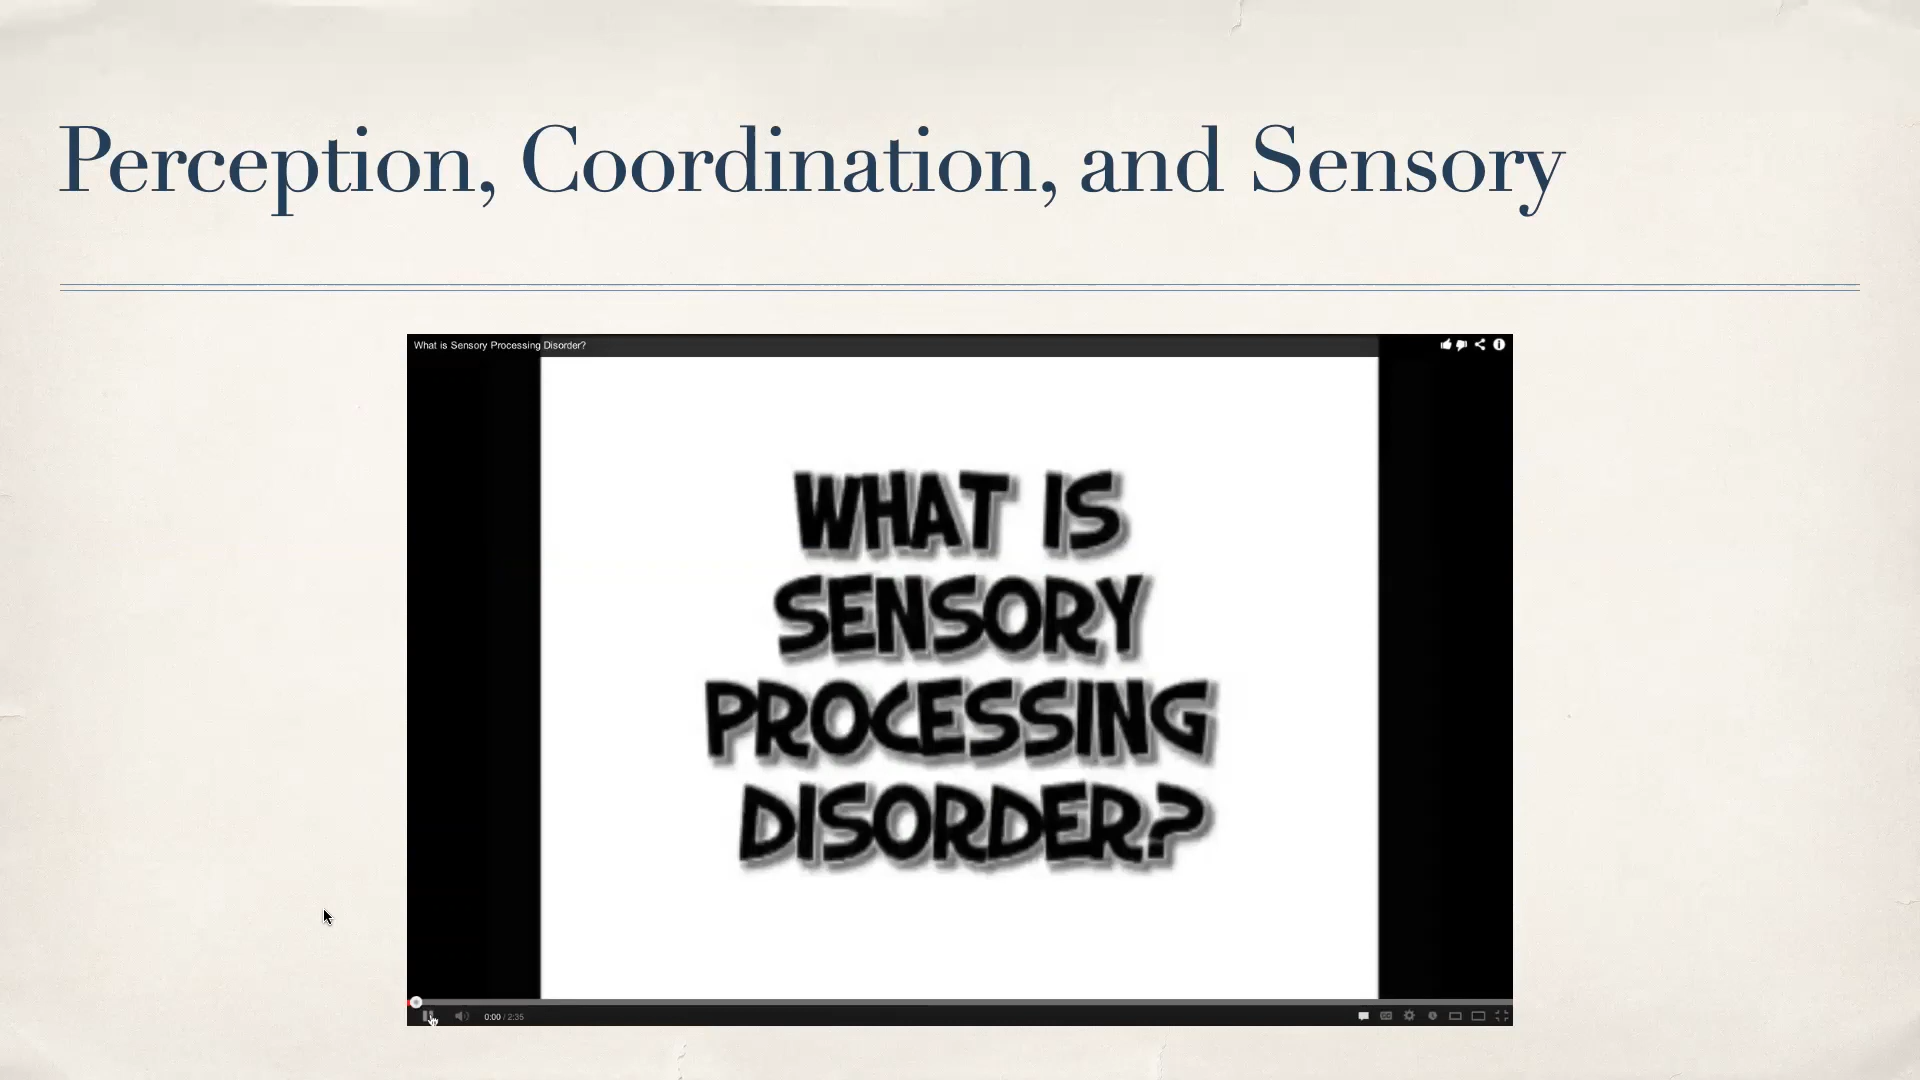 Perception, Coordination, and Sensory
What is Sensory Processing Disorder?
WHAT IS
SENSORY
PROCESSING
DISORDER?
0:00 / 2:35